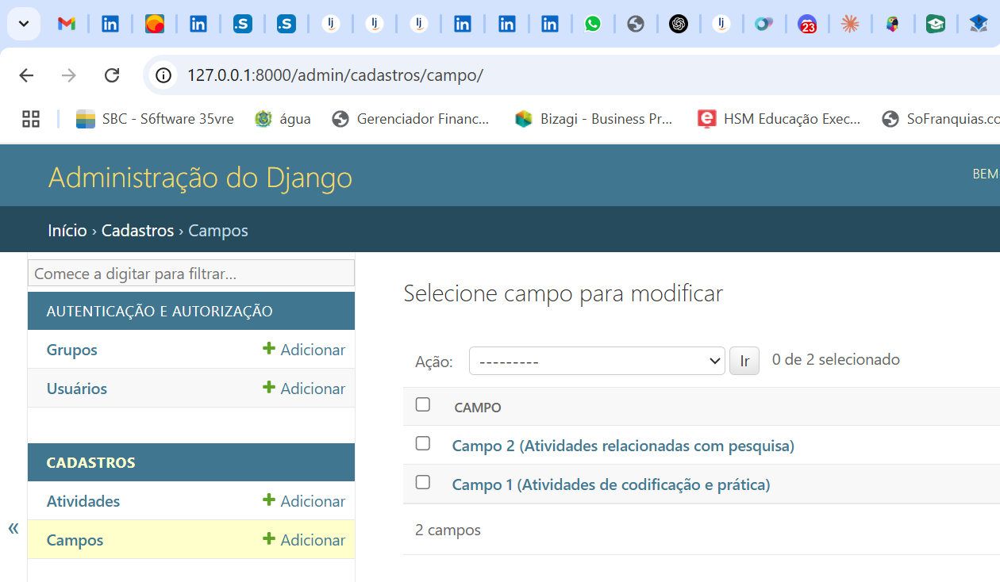 23
127.0.0.1:8000/admin/cadastros/campo/
SBC - S6ftware 35vre água Gerenciador Financ... Bizagi - Business Pr... HSM Educação Exec... SoFranquias.co
Administração do Django
BEM
Início › Cadastros › Campos
Comece a digitar para filtrar...
AUTENTICAÇÃO E AUTORIZAÇÃO
Grupos Adicionar
Usuários Adicionar
CADASTROS
Atividades Adicionar
Campos Adicionar
«
Selecione campo para modificar
Ação: --------- Ir 0 de 2 selecionado
CAMPO
Campo 2 (Atividades relacionadas com pesquisa)
Campo 1 (Atividades de codificação e prática)
2 campos